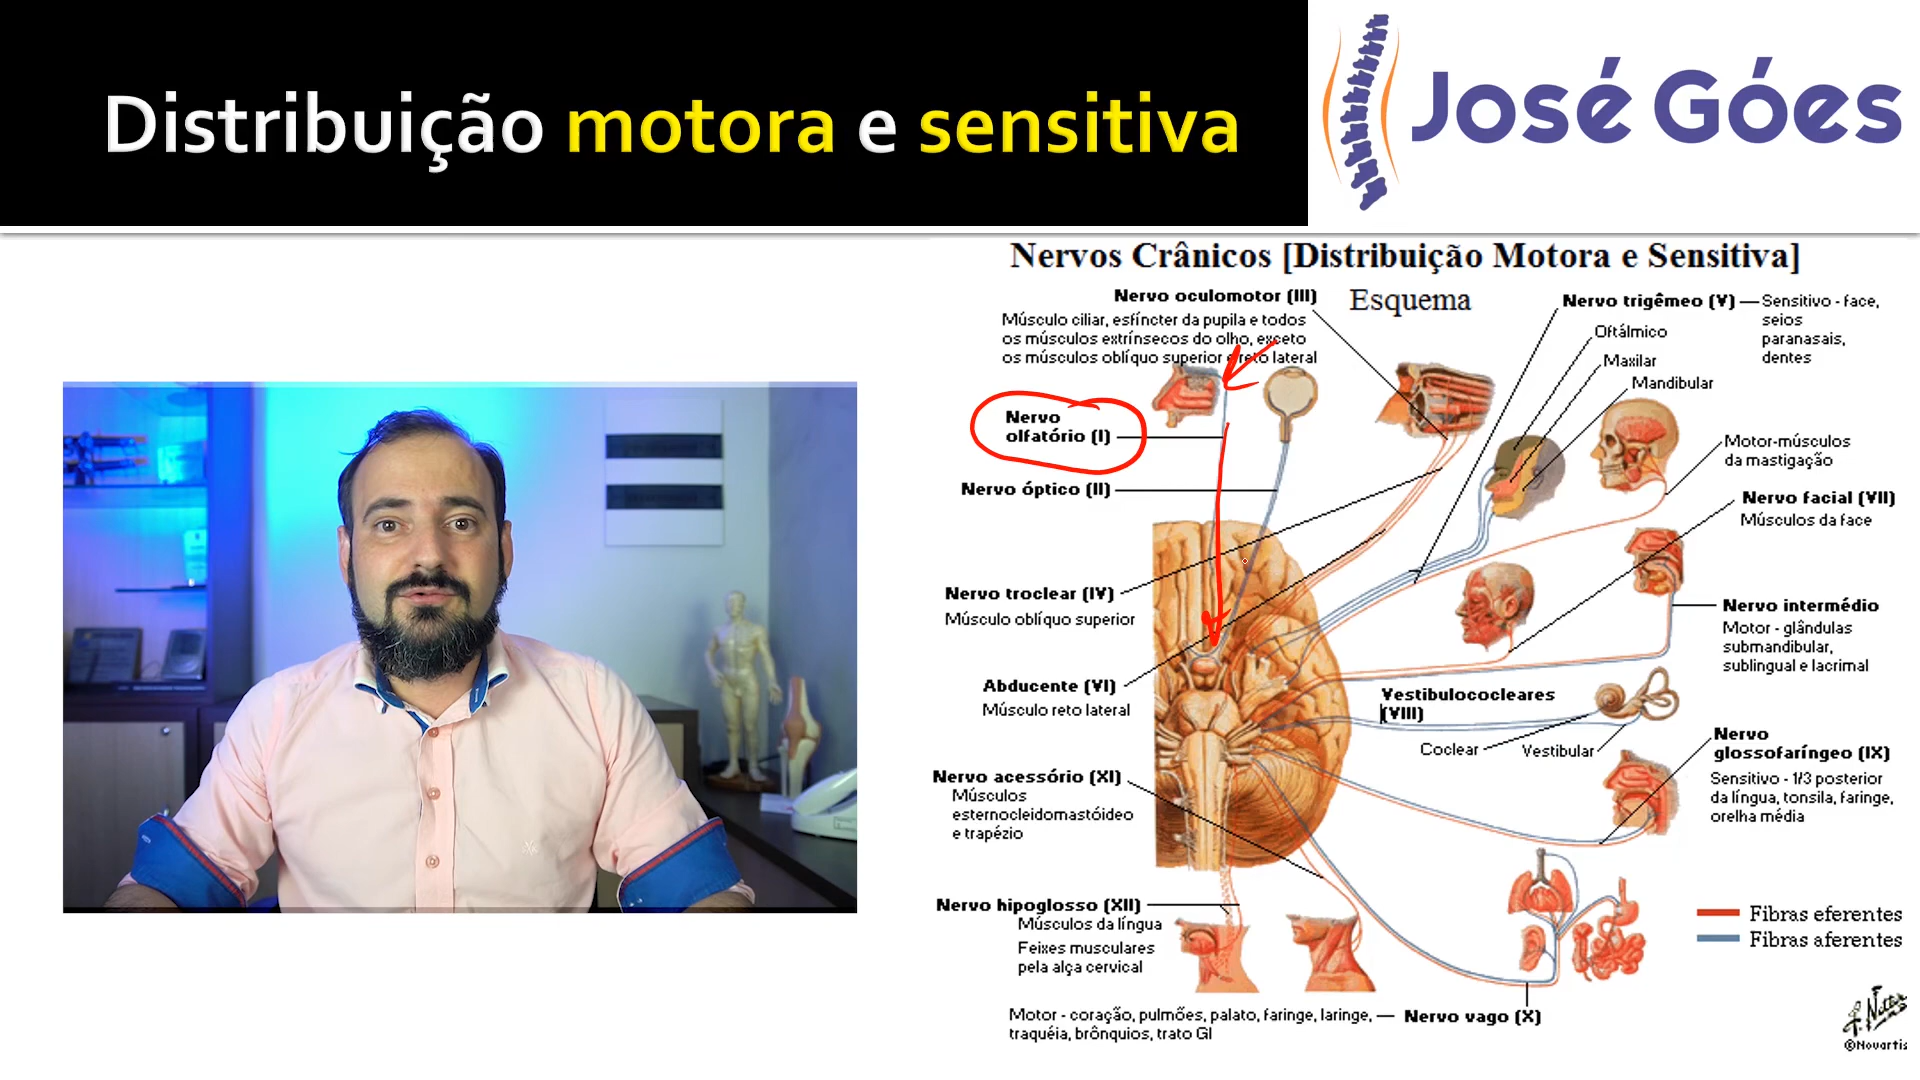 Distribuição motora e sensitiva
José Góes
Nervos Crânicos [Distribuição Motora e Sensitiva]
Esquema
Nervo oculomotor (III)
Músculo ciliar, esfíncter da pupila e todos
os músculos extrínsecos do olho, exceto
os músculos oblíquo superior e reto lateral
Nervo
olfatório (I)
Nervo óptico (II)
Nervo troclear (IV)
Músculo oblíquo superior
Abducente (VI)
Músculo reto lateral
Nervo acessório (XI)
Músculos
esternocleidomastóideo
e trapézio
Nervo hipoglosso (XII)
Músculos da língua
Feixes musculares
pela alça cervical
Motor - coração, pulmões, palato, faringe, laringe,
traquéia, brônquios, trato GI
Nervo vago (X)
Nervo trigêmeo (V)
Sensitivo - face,
seios
paranasais,
dentes
Oftálmico
Maxilar
Mandibular
Motor-músculos
da mastigação
Nervo facial (VII)
Músculos da face
Nervo intermédio
Motor - glândulas
submandibular,
sublingual e lacrimal
Vestibulococleares
(VIII)
Coclear
Vestibular
Nervo
glossofaríngeo (IX)
Sensitivo - 1/3 posterior
da língua, tonsila, faringe,
orelha média
Fibras eferentes
Fibras aferentes
©Novartis